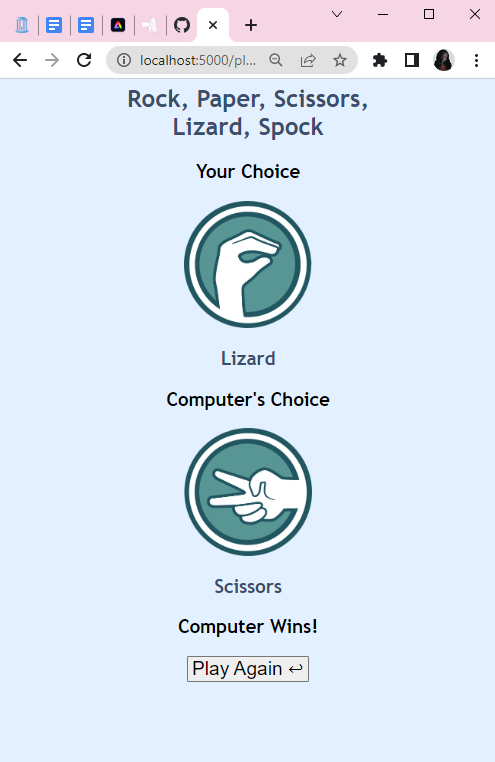 localhost:5000/pl...
Rock, Paper, Scissors,
Lizard, Spock
Your Choice
Lizard
Computer's Choice
Scissors
Computer Wins!
Play Again ↩